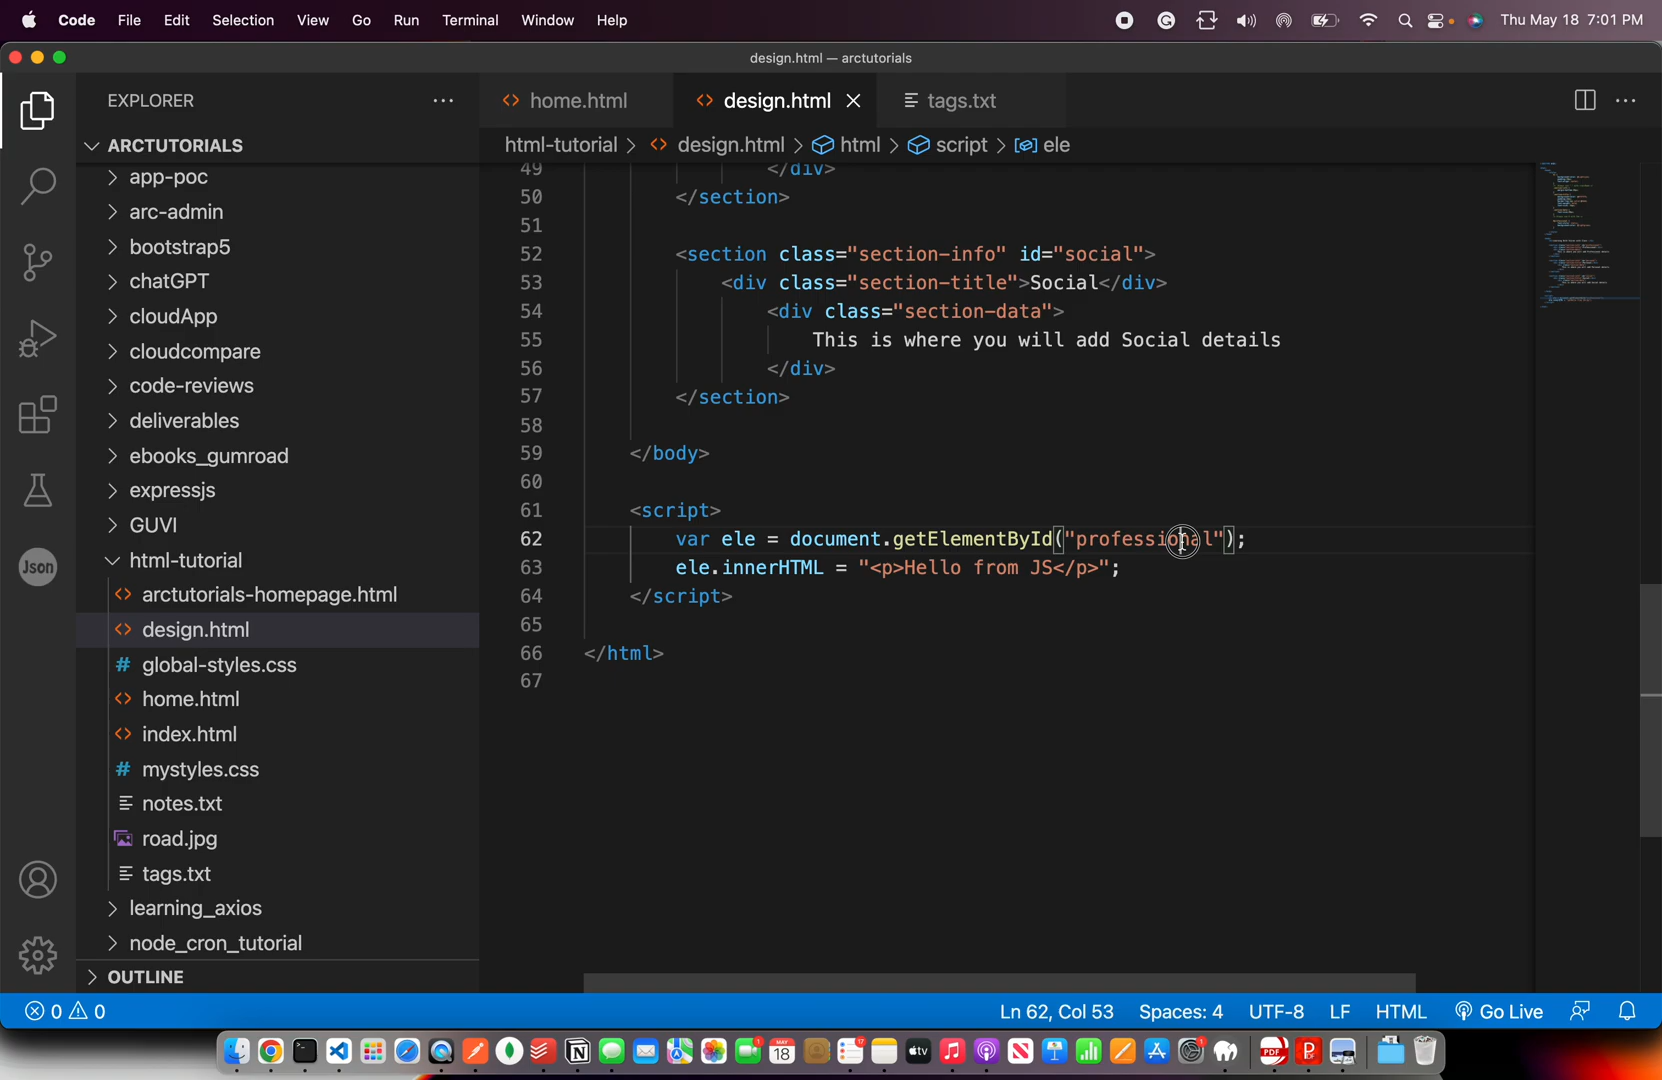 Code File Edit Selection View Go Run Terminal Window Help Thu May 18 7:01 PM
design.html — arctutorials
EXPLORER
ARCTUTORIALS
app-poc
arc-admin
bootstrap5
chatGPT
cloudApp
cloudcompare
code-reviews
deliverables
ebooks_gumroad
expressjs
GUVI
html-tutorial
arctutorials-homepage.html
design.html
global-styles.css
home.html
index.html
mystyles.css
notes.txt
road.jpg
tags.txt
learning_axios
node_cron_tutorial
OUTLINE
Json
home.html design.html tags.txt
html-tutorial > design.html > html > script > ele
49 </div>
50 </section>
51
52 <section class="section-info" id="social">
53 <div class="section-title">Social</div>
54 <div class="section-data">
55 This is where you will add Social details
56 </div>
57 </section>
58
59 </body>
60
61 <script>
62 var ele = document.getElementById("professional");
63 ele.innerHTML = "<p>Hello from JS</p>";
64 </script>
65
66 </html>
67
0 0 Ln 62, Col 53 Spaces: 4 UTF-8 LF HTML Go Live